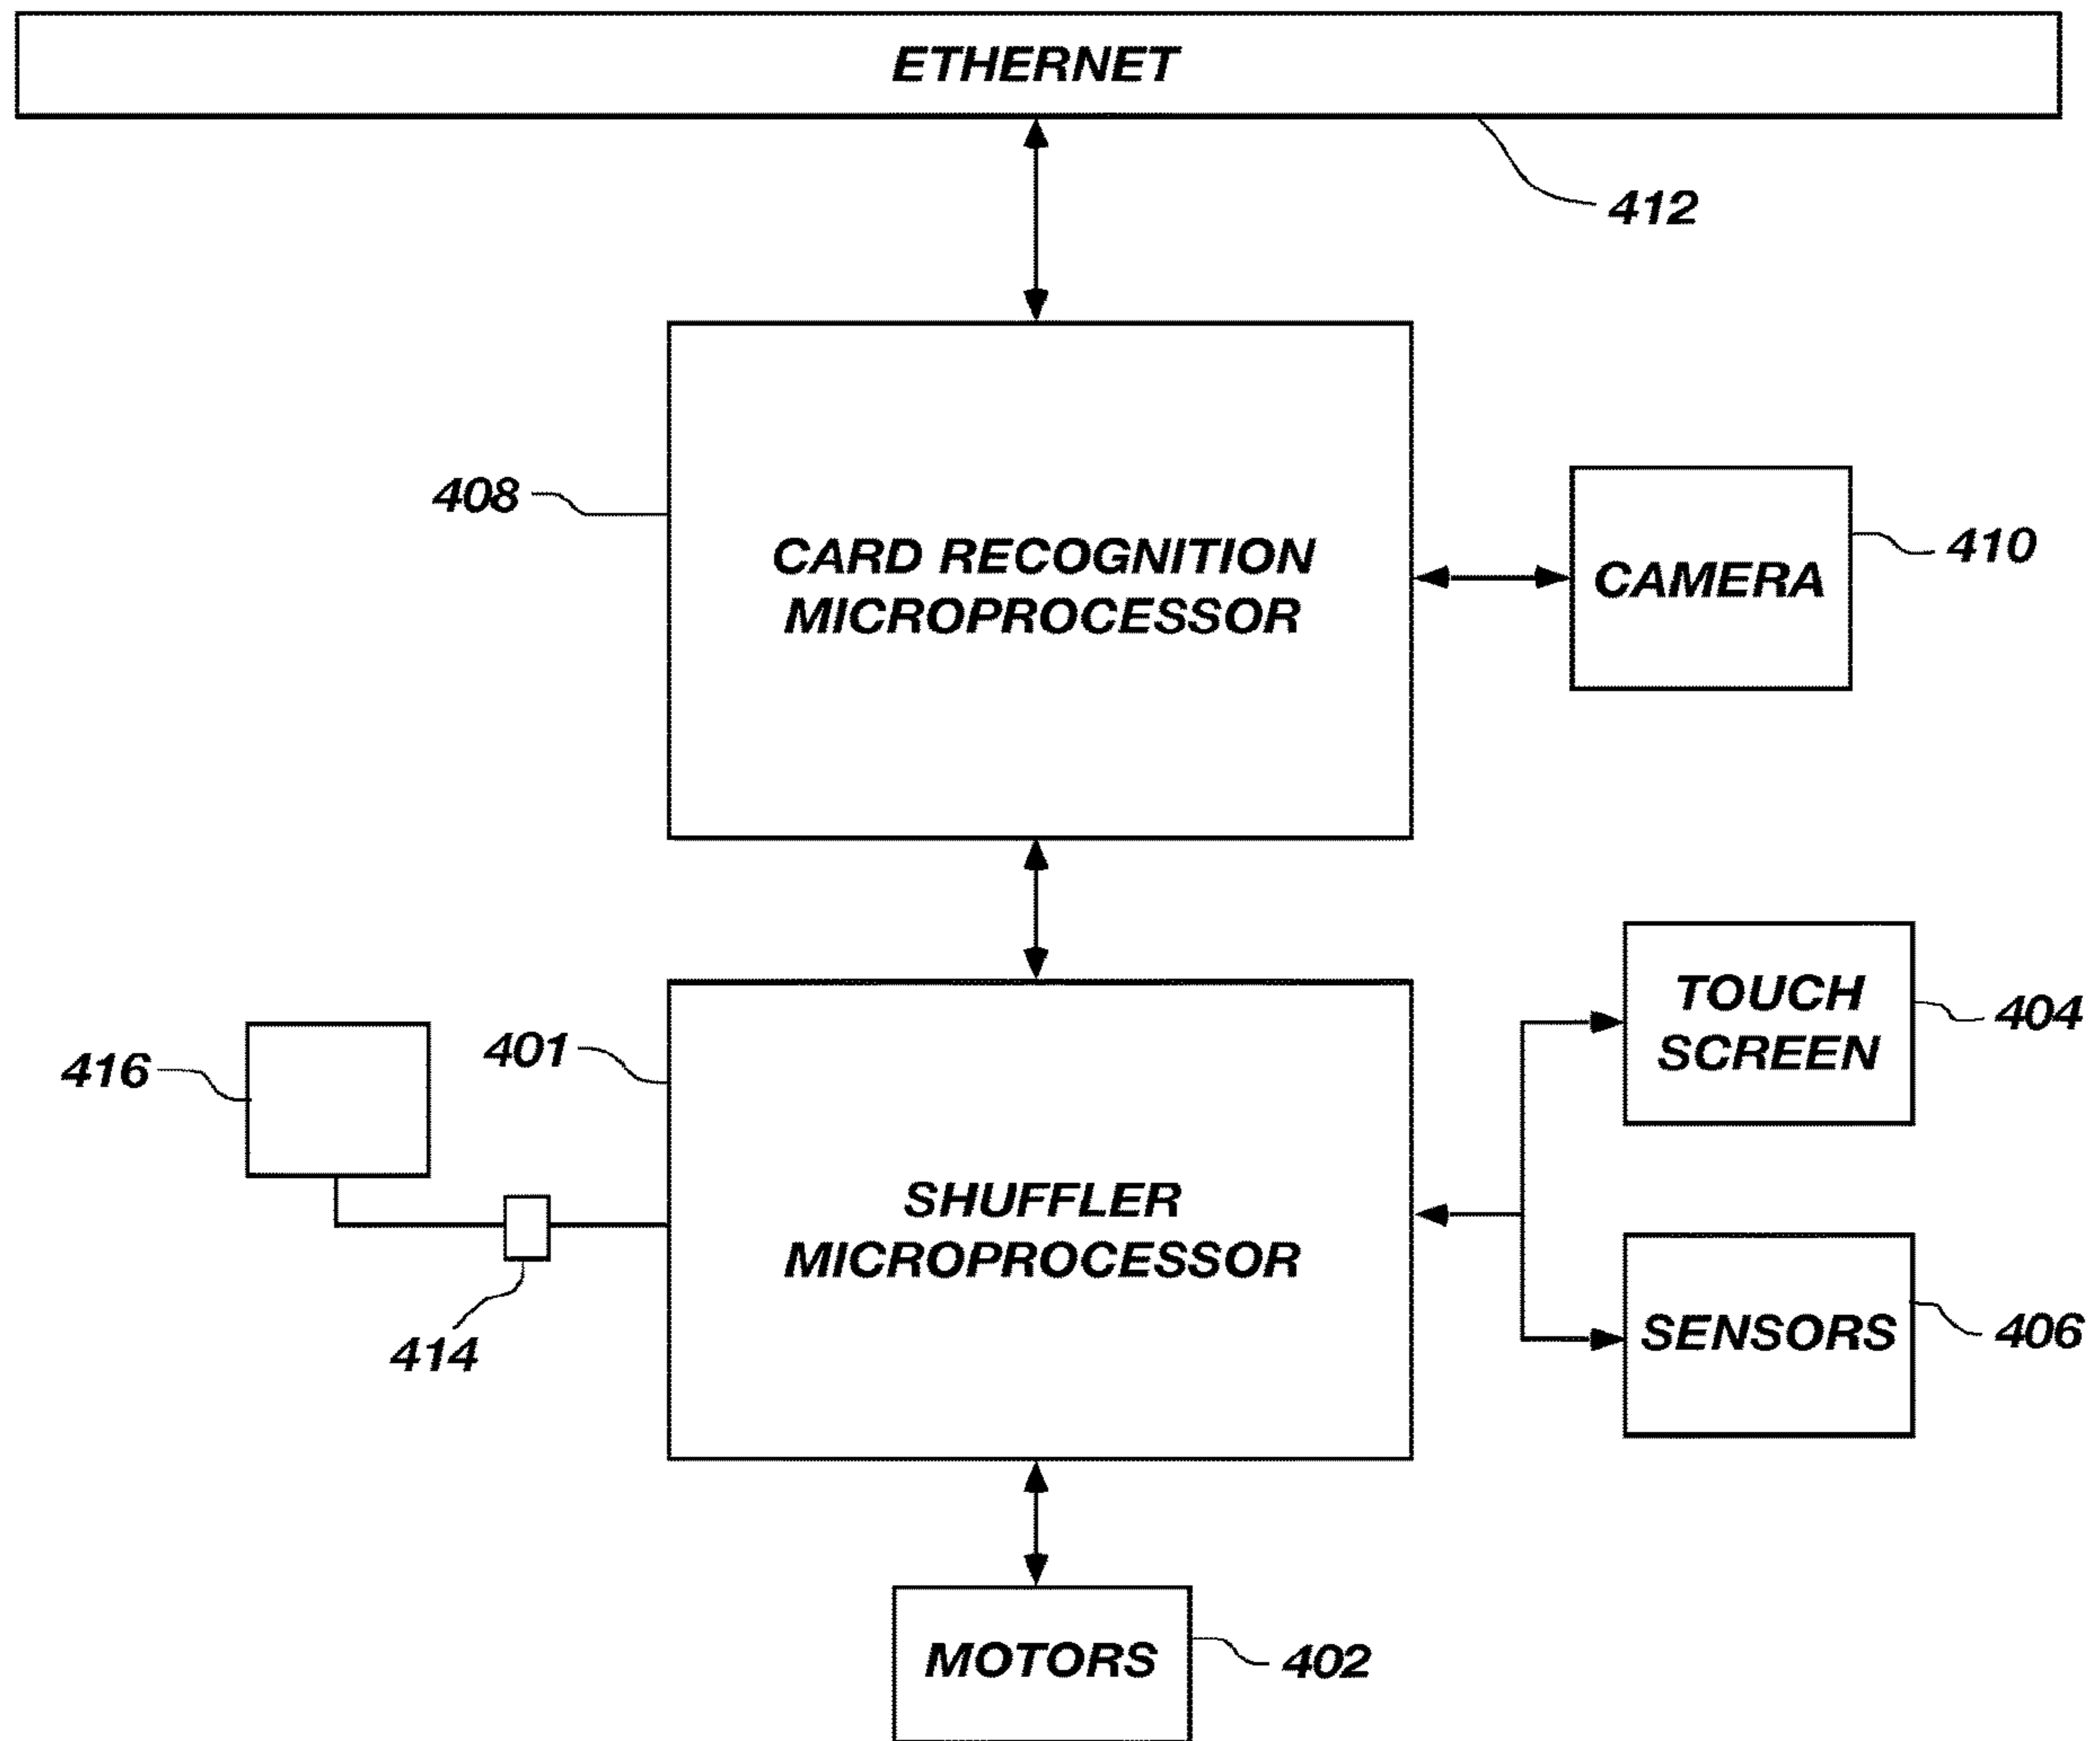 ETHERNET
412
408
CARD RECOGNITION
MICROPROCESSOR
CAMERA
410
416
401
TOUCH
SCREEN
404
SHUFFLER
MICROPROCESSOR
414
SENSORS
406
MOTORS
402